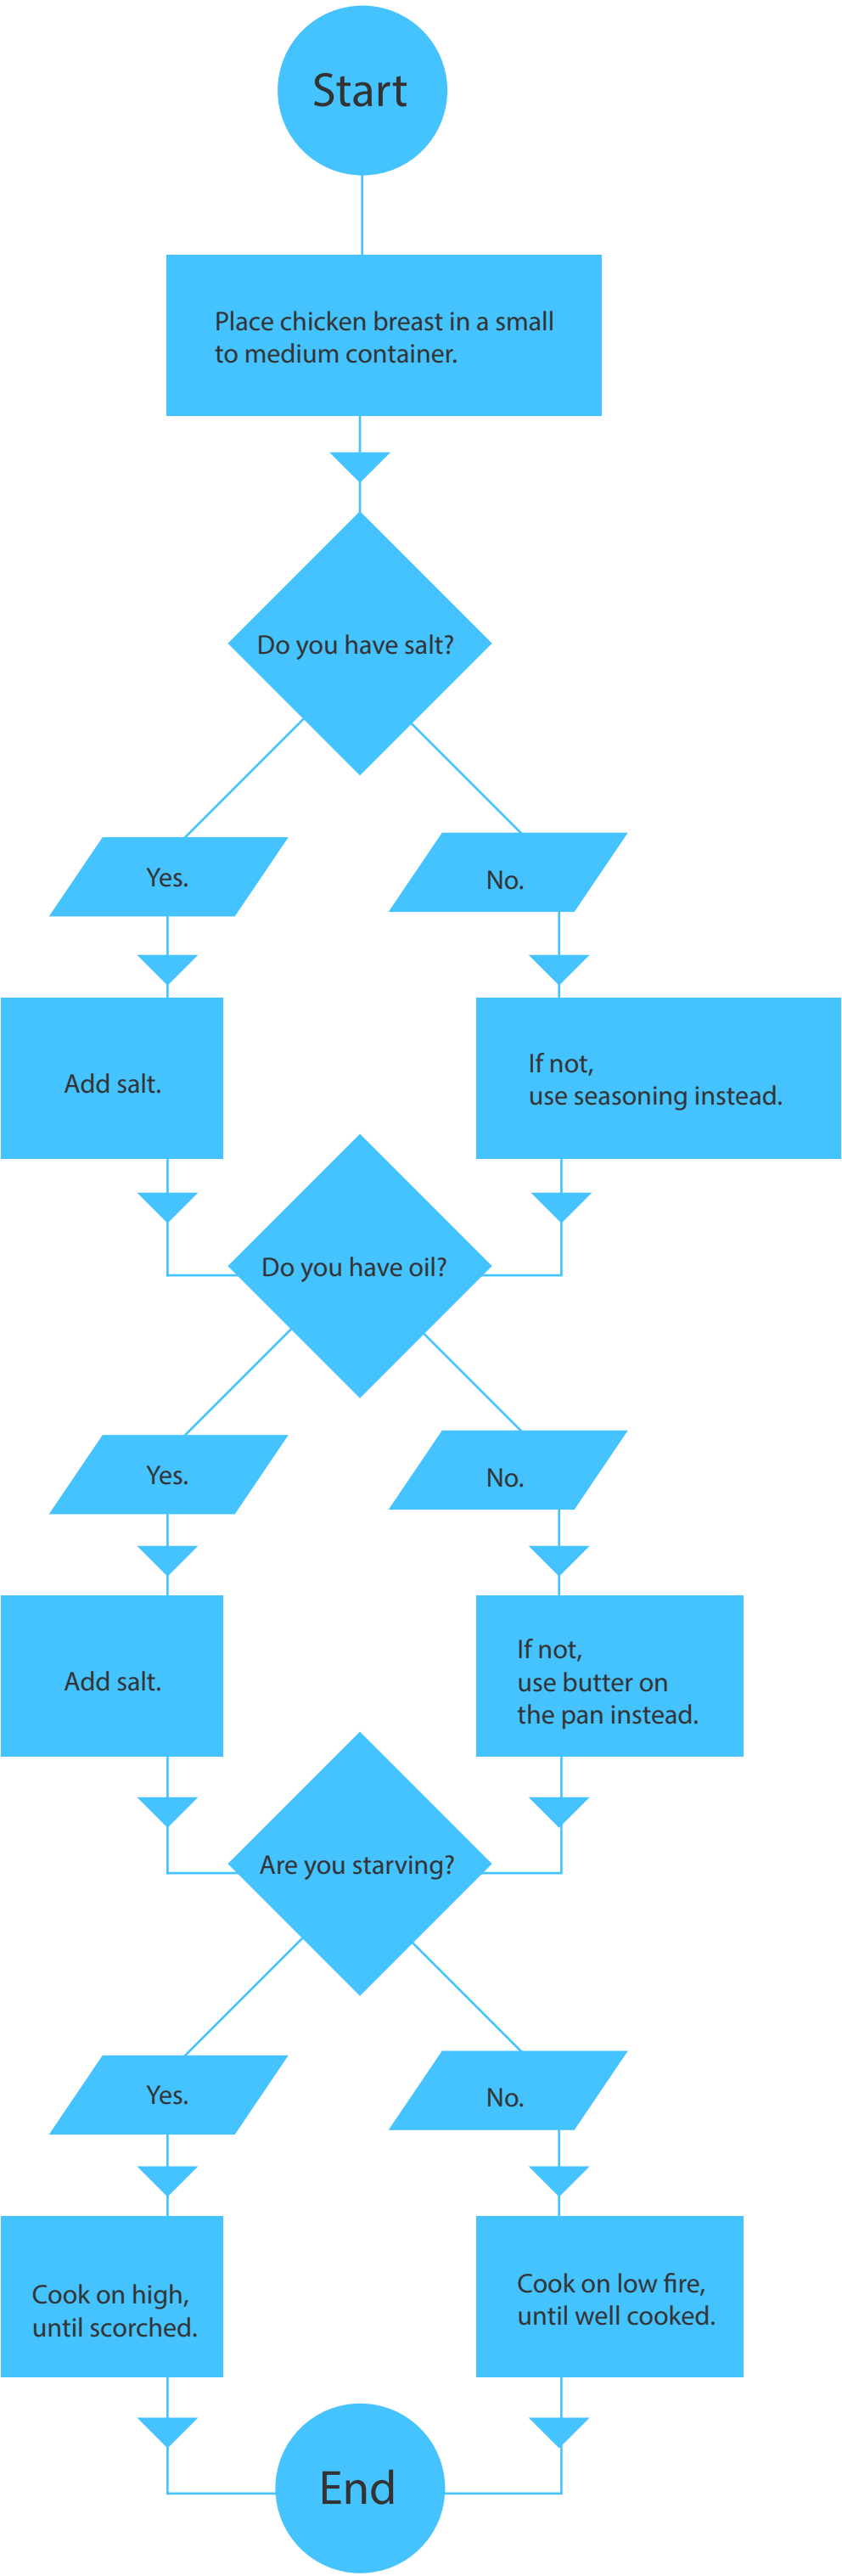 Start
Place chicken breast in a small
to medium container.
Do you have salt?
Yes.
No.
Add salt.
If not,
use seasoning instead.
Do you have oil?
Yes.
No.
Add salt.
If not,
use butter on
the pan instead.
Are you starving?
Yes.
No.
Cook on high,
until scorched.
Cook on low fire,
until well cooked.
End